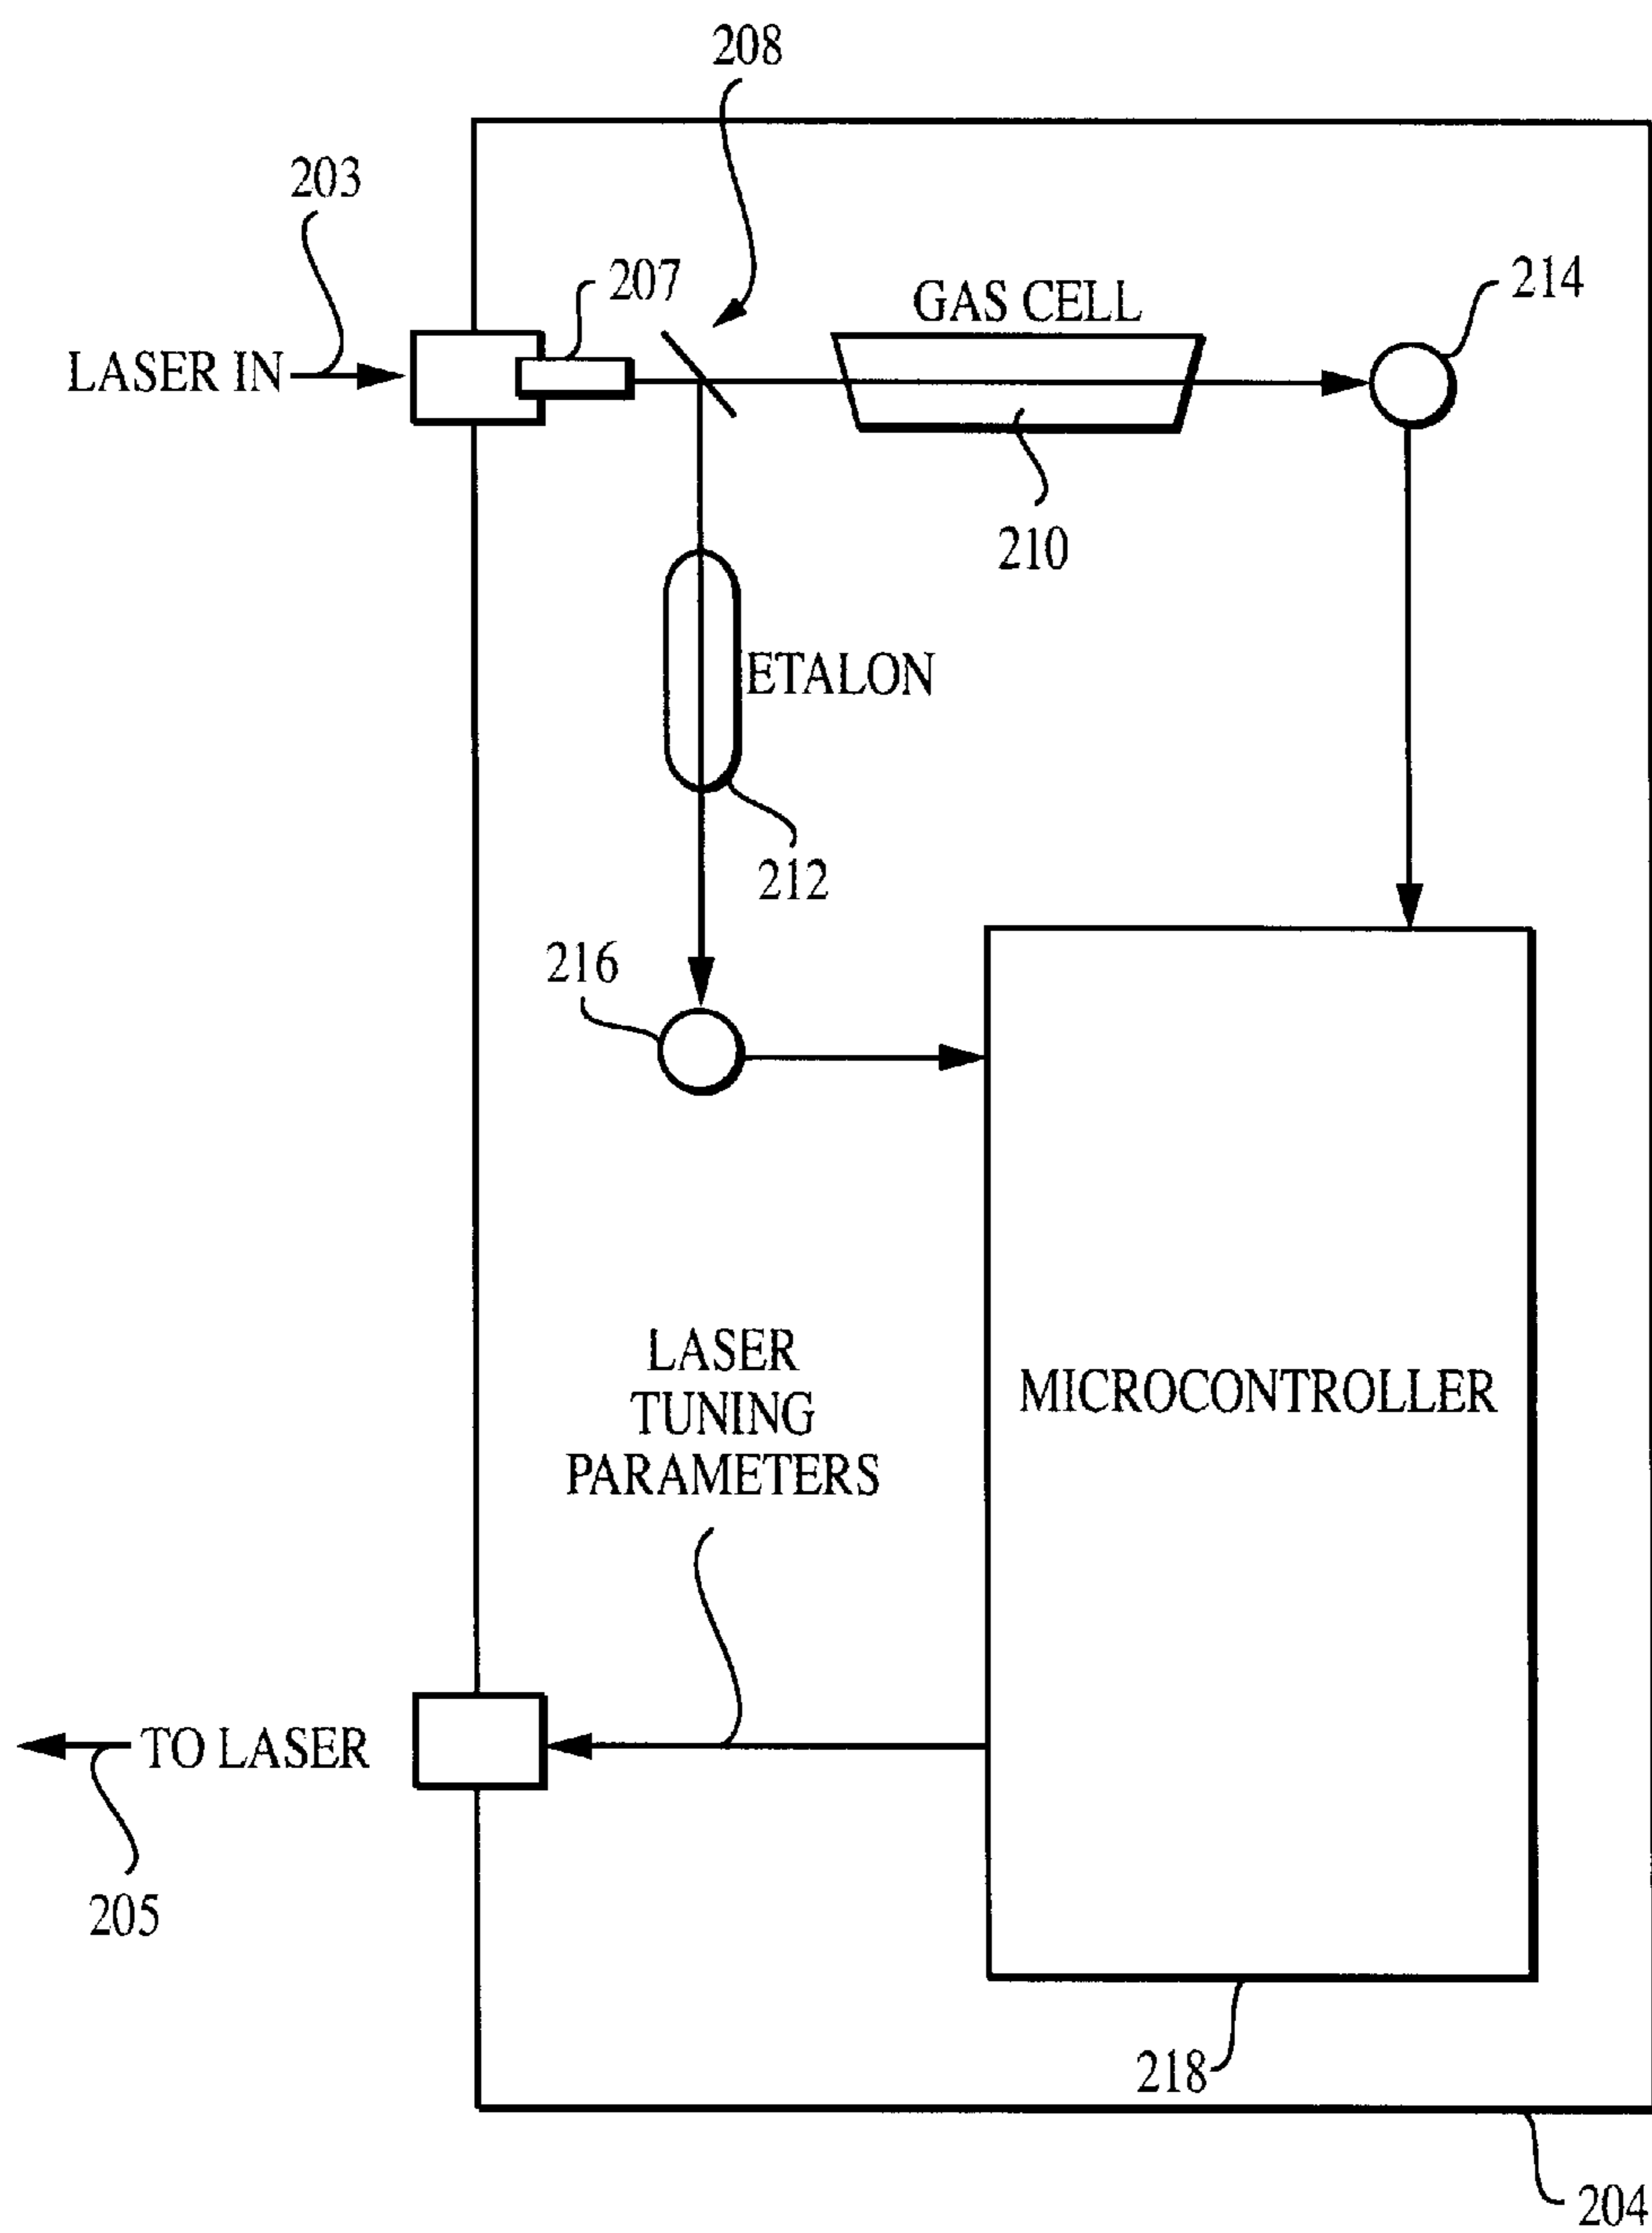 208
203
207
GAS CELL
214
LASER IN
210
ETALON
212
216
LASER
TUNING
PARAMETERS
MICROCONTROLLER
TO LASER
205
218
204